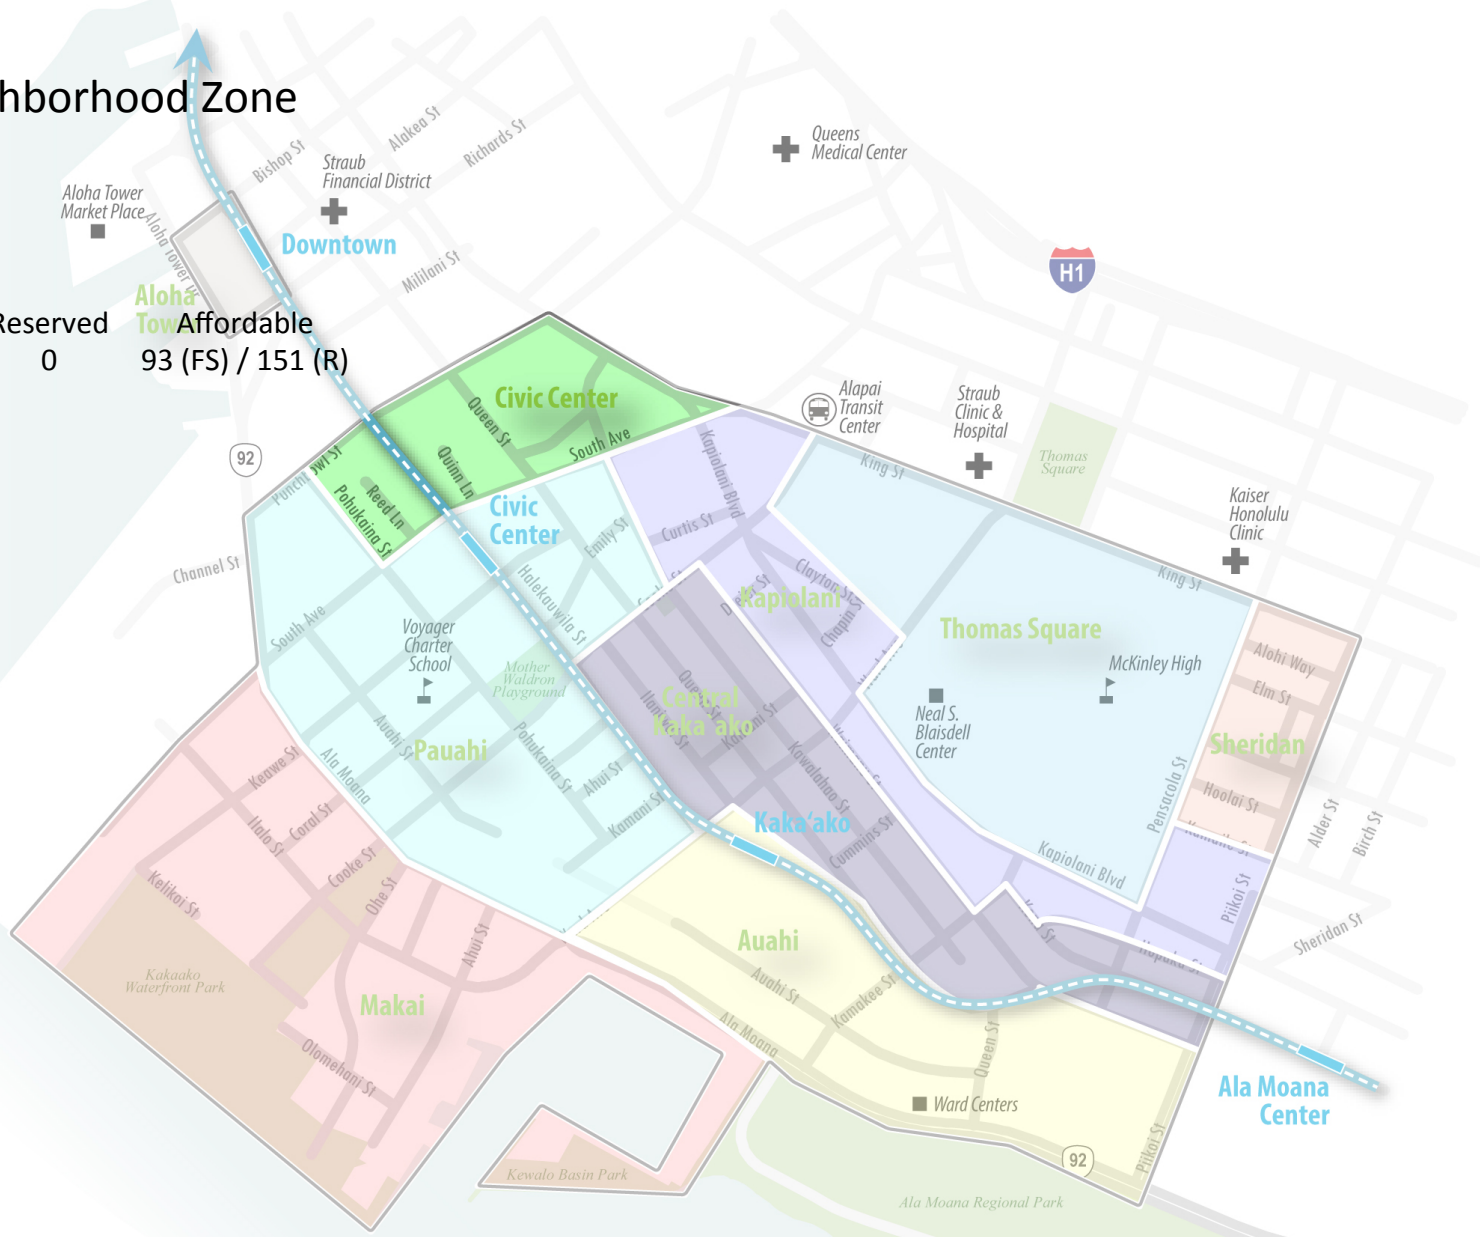 hborhood Zone
Alakea St
Richards St
Bishop St
Queens
Medical Center
Straub
Financial District
Aloha Tower
Market Place
Aloha Tower Dr
Downtown
Mililani St
H1
Aloha
Tower
Reserved
Affordable
0
93 (FS) / 151 (R)
Civic Center
Queen St
South Ave
Quinn Ln
Alapai
Transit
Center
Straub
Clinic &
Hospital
Thomas
Square
King St
Kapiolani Blvd
92
Reed Ln
Pohukaina St
Civic
Center
Kaiser
Honolulu
Clinic
Curtis St
Emily St
Channel St
Halekauwila St
Clayton St
Chapin St
Kapiolani
King St
South Ave
Voyager
Charter
School
Thomas Square
McKinley High
Alohi Way
Elm St
Mother
Waldron
Playground
Central
Kaka'ako
Neal S.
Blaisdell
Center
Sheridan
Auahi St
Pauahi
Pohukaina St
Ahui St
Kamani St
Kawaiahao St
Keawe St
Ala Moana
Hoolai St
Pensacola St
Alder St
Birch St
Ilalo St
Coral St
Cooke St
Kaka'ako
Cummins St
Kapiolani Blvd
Kelikoi St
Ohe St
Piikoi St
Sheridan St
Auahi
Ahui St
Kakaako
Waterfront Park
Makai
Auahi St
Kamakee St
Ala Moana
Queen St
Olomehani St
Ward Centers
Ala Moana
Center
92
Piikoi St
Kewalo Basin Park
Ala Moana Regional Park